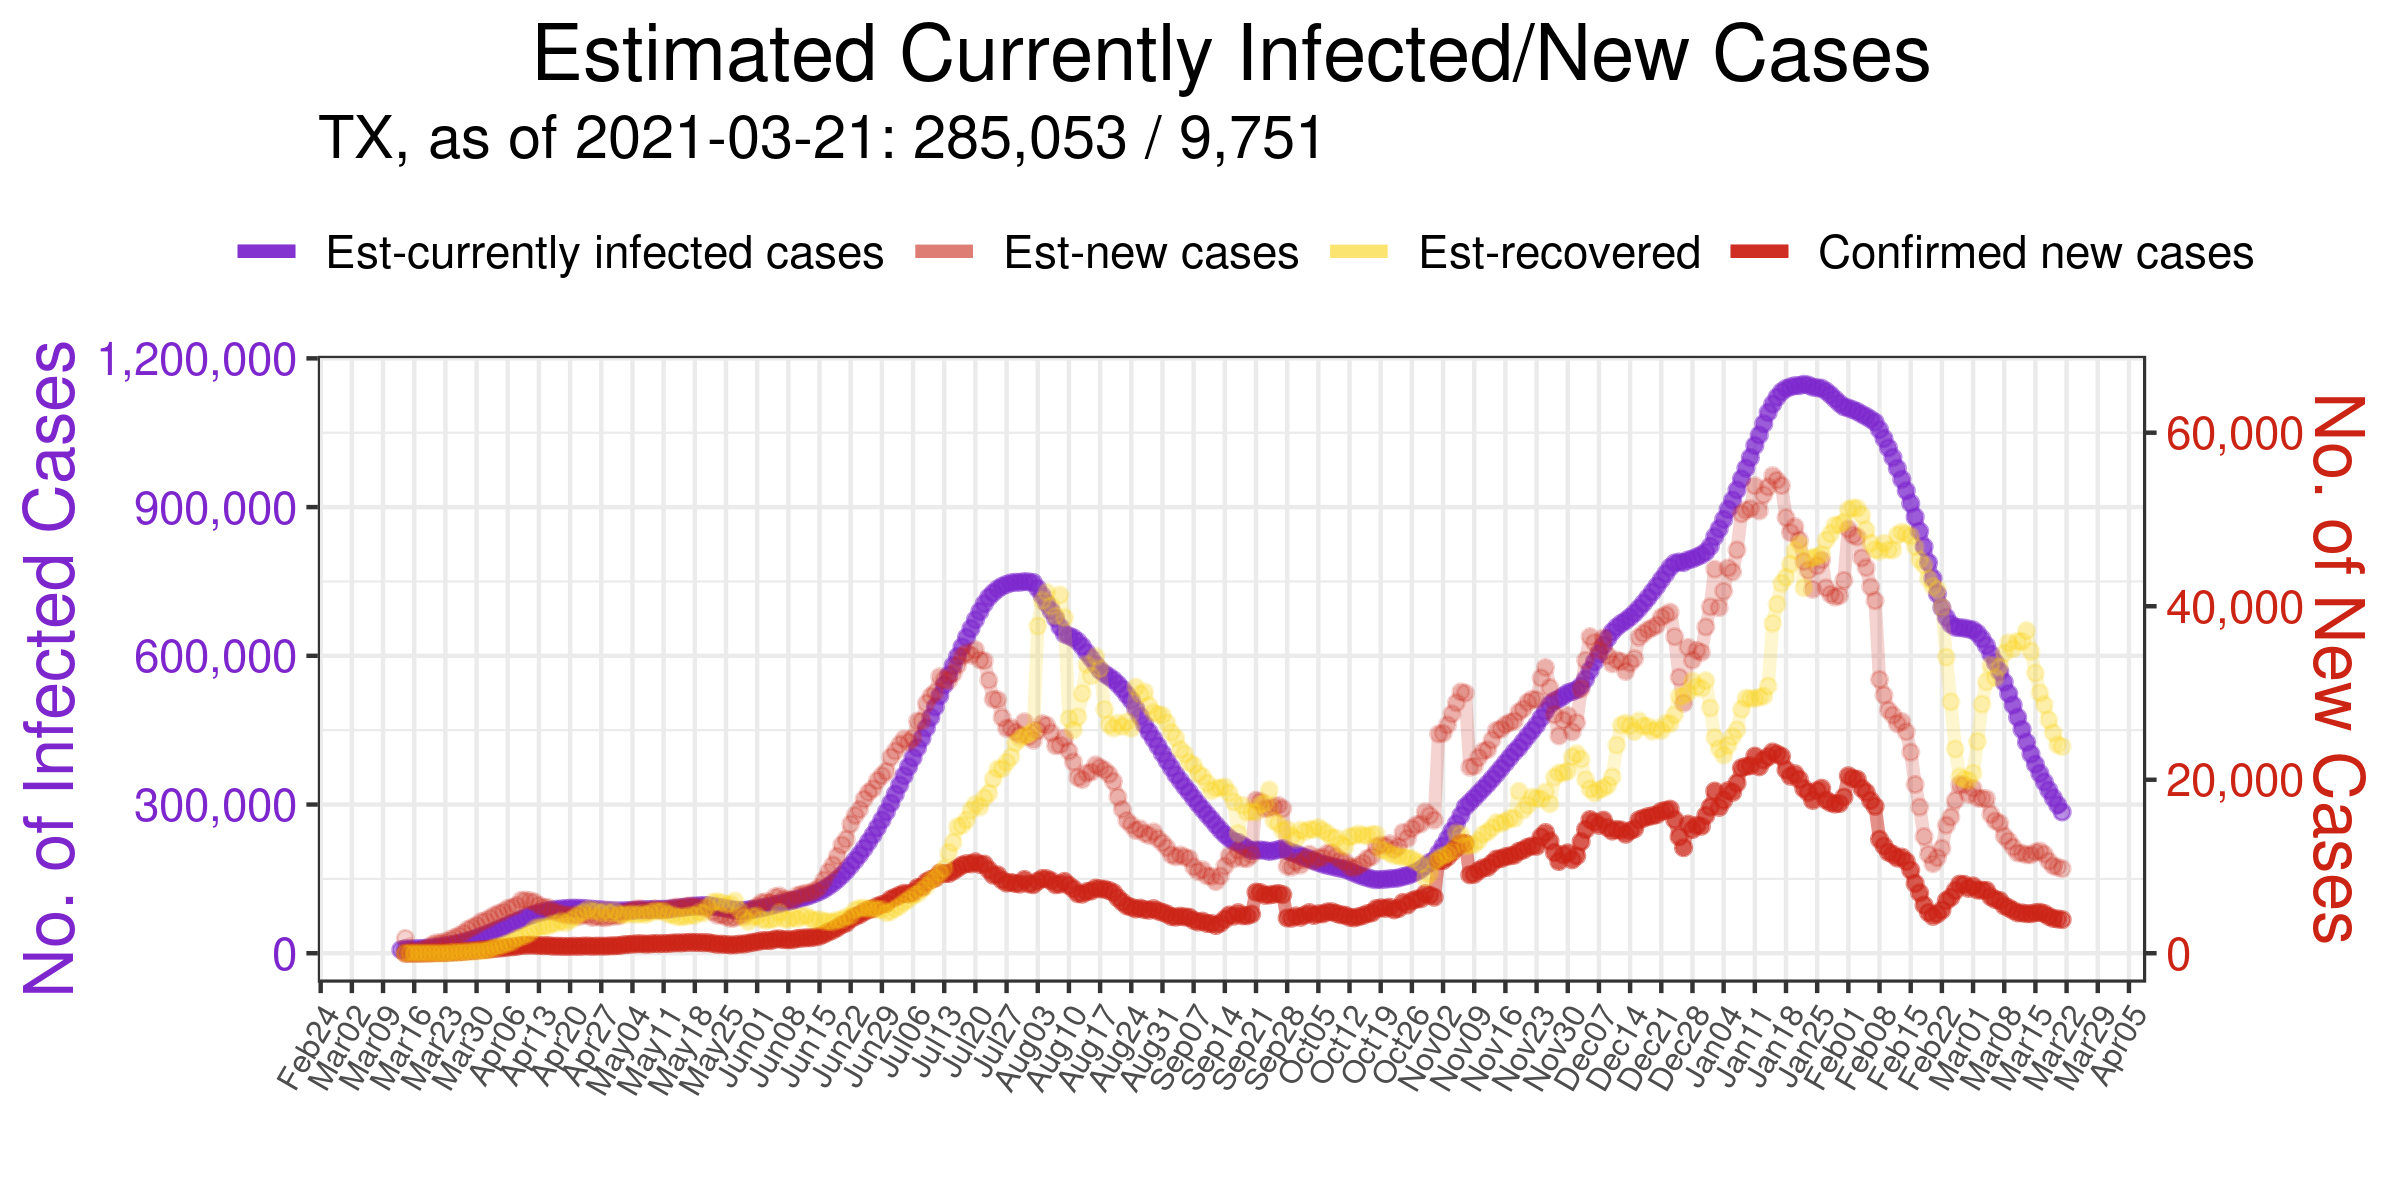 Estimated Currently Infected/New Cases
TX, as of 2021-03-21: 285,053 / 9,751
Est-currently infected cases
Est-new cases
Est-recovered
Confirmed new cases
No. of Infected Cases
1,200,000
900,000
600,000
300,000
0
60,000
40,000
20,000
0
No. of New Cases
Feb24
Mar02
Mar09
Mar16
Mar23
Mar30
Apr06
Apr13
Apr20
Apr27
May04
May11
May18
May25
Jun01
Jun08
Jun15
Jun22
Jun29
Jul06
Jul13
Jul20
Jul27
Aug03
Aug10
Aug17
Aug24
Aug31
Sep07
Sep14
Sep21
Sep28
Oct05
Oct12
Oct19
Oct26
Nov02
Nov09
Nov16
Nov23
Nov30
Dec07
Dec14
Dec21
Dec28
Jan04
Jan11
Jan18
Jan25
Feb01
Feb08
Feb15
Feb22
Mar01
Mar08
Mar15
Mar22
Mar29
Apr05